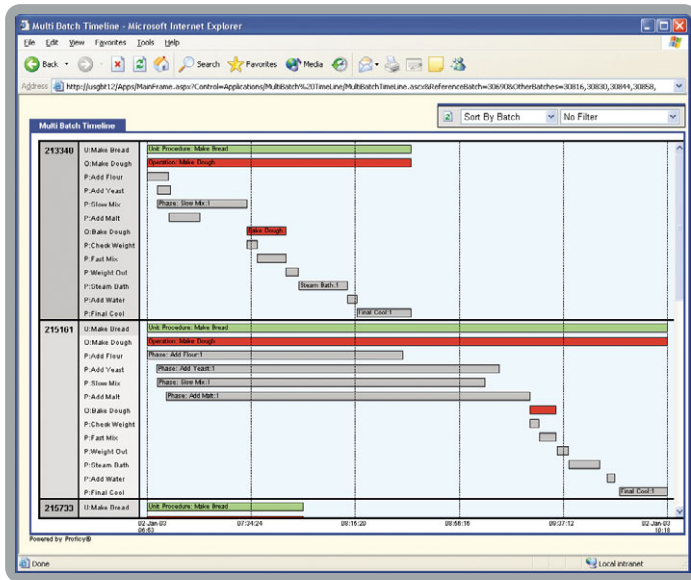 Multi Batch Timeline - Microsoft Internet Explorer
File Edit View Favorites Tools Help
Back Search Favorites Media
Address http://usgbt12/Apps/MainFrame.aspx?Control=Applications/MultiBatch%20TimeLine/MultiBatchTimeLine.ascx&ReferenceBatch=30690&OtherBatches=30816,30830,30844,30858,
Sort By Batch No Filter
Multi Batch Timeline
213340 U:Make Bread Unit Procedure: Make Bread
O:Make Dough Operation: Make Dough
P:Add Flour
P:Add Yeast
P:Slow Mix Phase: Slow Mix:1
P:Add Malt
O:Bake Dough Bake Dough
P:Check Weight
P:Fast Mix
P:Weight Out
P:Steam Bath Steam Bath:1
P:Add Water
P:Final Cool Final Cool:1
215161 U:Make Bread Unit Procedure: Make Bread
O:Make Dough Operation: Make Dough
P:Add Flour Phase: Add Flour:1
P:Add Yeast Phase: Add Yeast:1
P:Slow Mix Phase: Slow Mix:1
P:Add Malt Phase: Add Malt:1
O:Bake Dough
P:Check Weight
P:Fast Mix
P:Weight Out
P:Steam Bath
P:Add Water
P:Final Cool Final Cool:1
215733 U:Make Bread Unit Procedure: Make Bread
02-Jan-03 07:24:24 08:16:20 08:56:16 09:37:12 02-Jan-03
06:53 10:18
Powered by Proficy®
Done Local intranet